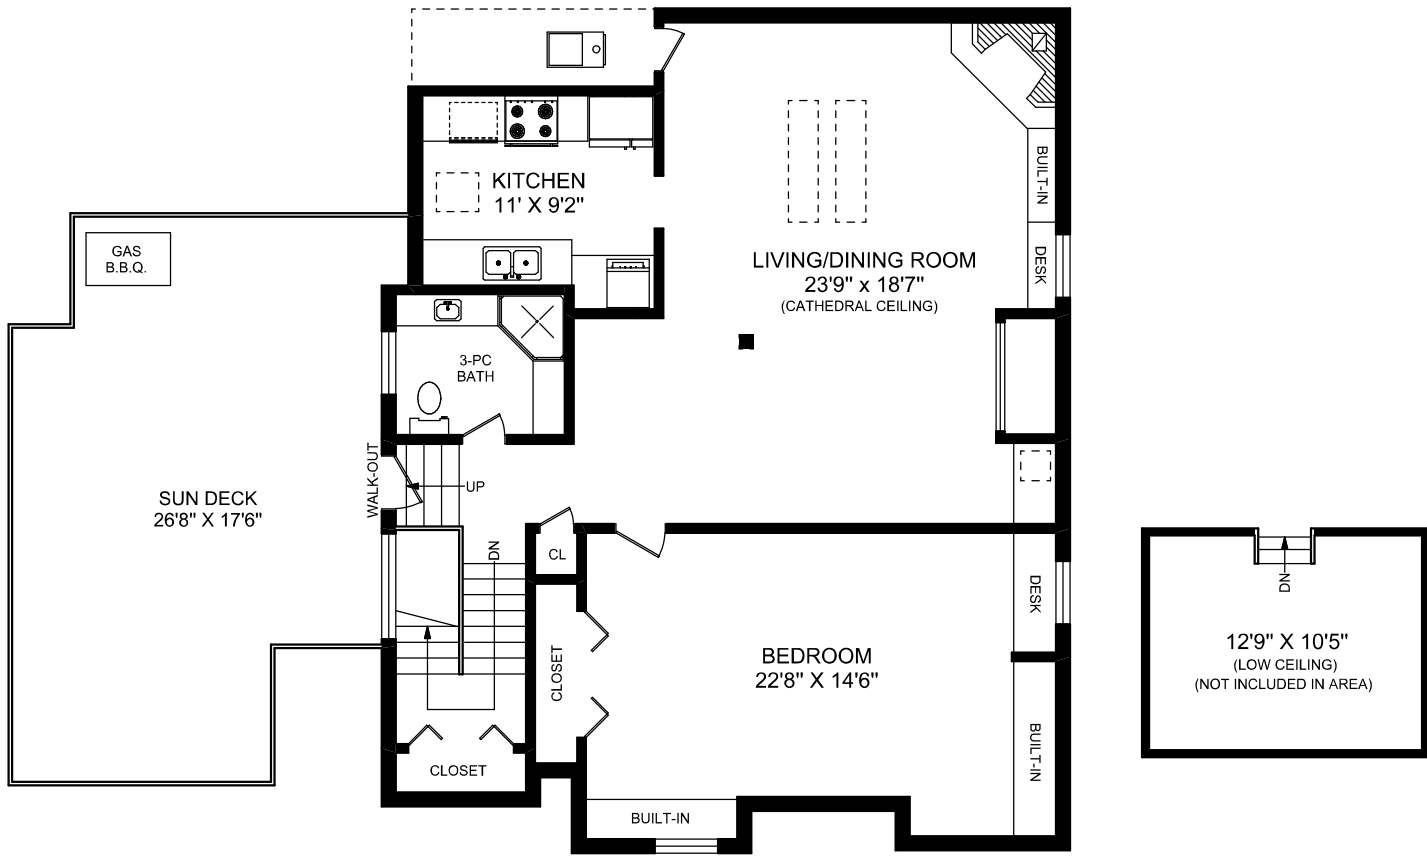 KITCHEN
11' X 9'2"
BUILT-IN
GAS
B.B.Q.
LIVING/DINING ROOM
23'9" x 18'7"
(CATHEDRAL CEILING)
DESK
3-PC
BATH
WALK-OUT
UP
SUN DECK
26'8" X 17'6"
DN
CL
DESK
CLOSET
BEDROOM
22'8" X 14'6"
BUILT-IN
CLOSET
BUILT-IN
DN
12'9" X 10'5"
(LOW CEILING)
(NOT INCLUDED IN AREA)